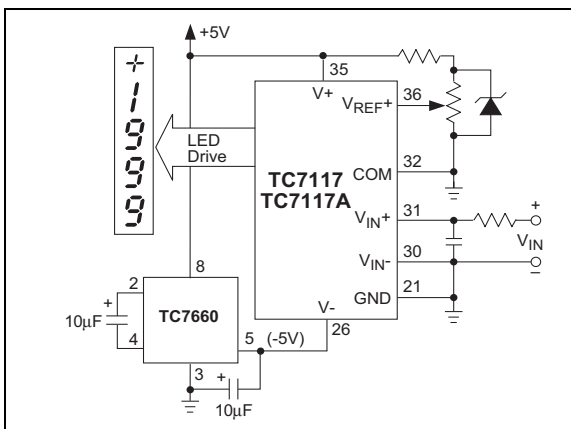 +5V
35
V+
36
VREF+
+1999
LED
Drive
TC7117
TC7117A
COM
32
VIN+
31
+
VIN
VIN-
30
–
8
GND
21
2
+
10µF
TC7660
4
V-
26
5 (-5V)
3
+
10µF